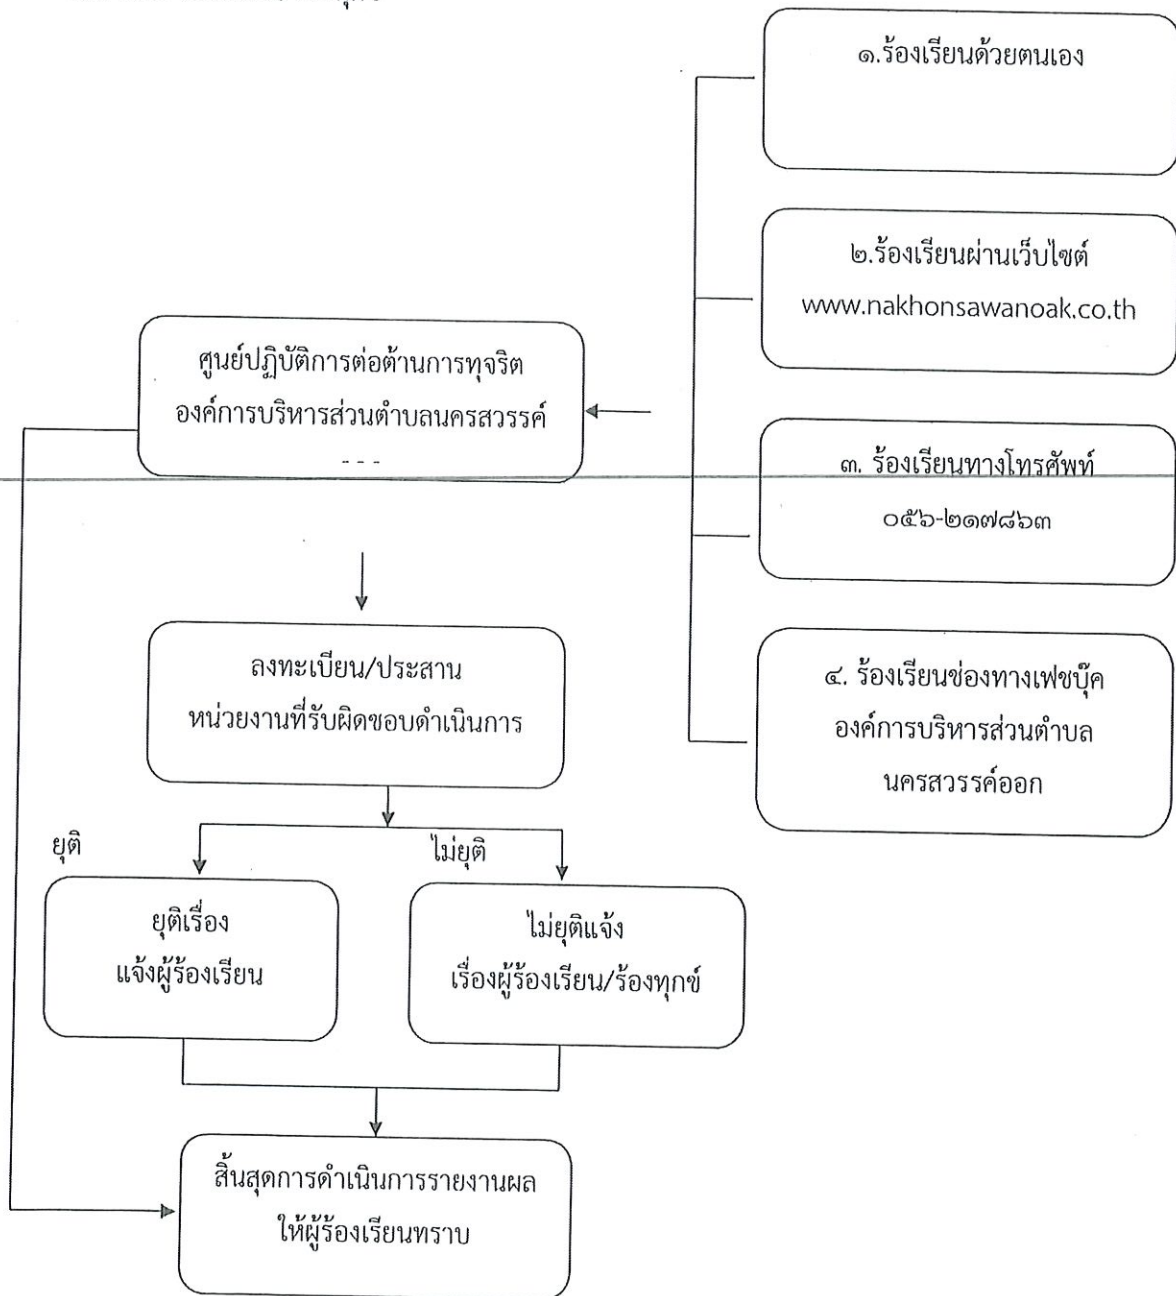 ๑.ร้องเรียนด้วยตนเอง
๒.ร้องเรียนผ่านเว็บไซต์
www.nakhonsawanoak.co.th
ศูนย์ปฏิบัติการต่อต้านการทุจริต
องค์การบริหารส่วนตำบลนครสวรรค์
---
๓. ร้องเรียนทางโทรศัพท์
๐๕๖-๒๑๗๘๖๓
ลงทะเบียน/ประสาน
หน่วยงานที่รับผิดชอบดำเนินการ
๔. ร้องเรียนช่องทางเฟชบุ๊ค
องค์การบริหารส่วนตำบล
นครสวรรค์ออก
ยุติ
ไม่ยุติ
ยุติเรื่อง
แจ้งผู้ร้องเรียน
ไม่ยุติแจ้ง
เรื่องผู้ร้องเรียน/ร้องทุกข์
สิ้นสุดการดำเนินการรายงานผล
ให้ผู้ร้องเรียนทราบ